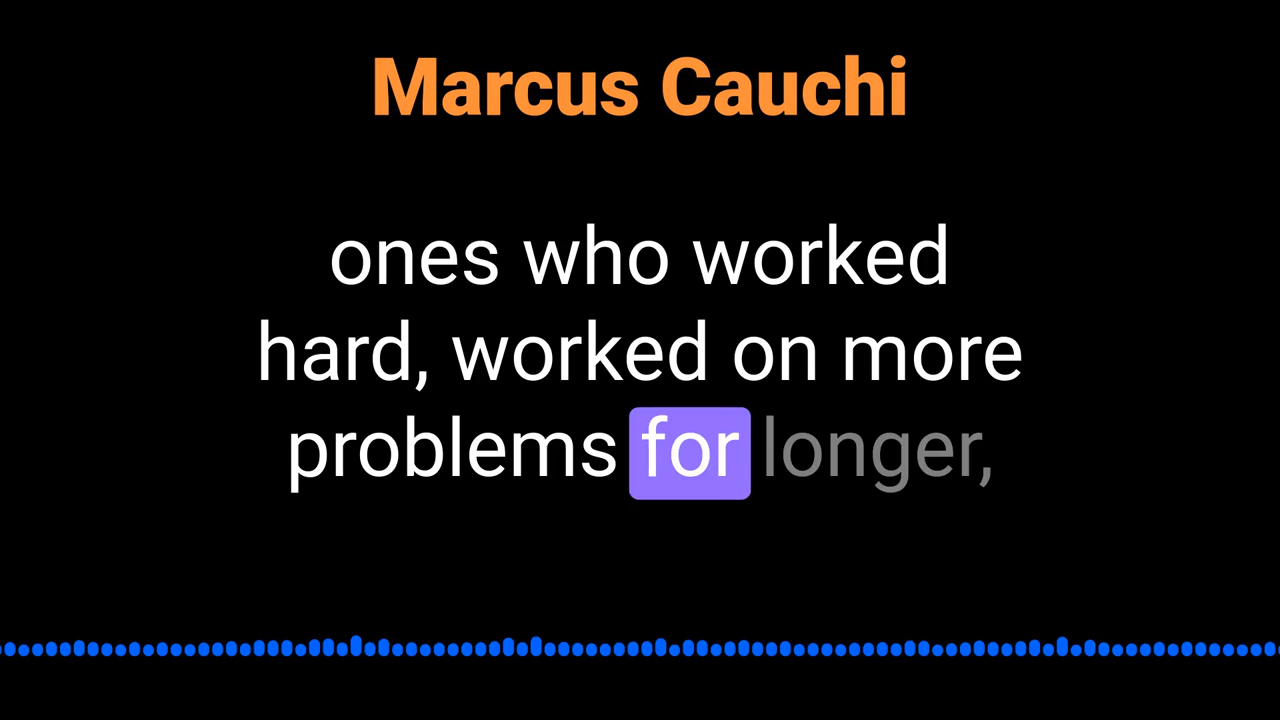 Marcus Cauchi
ones who worked
hard, worked on more
problems for longer,